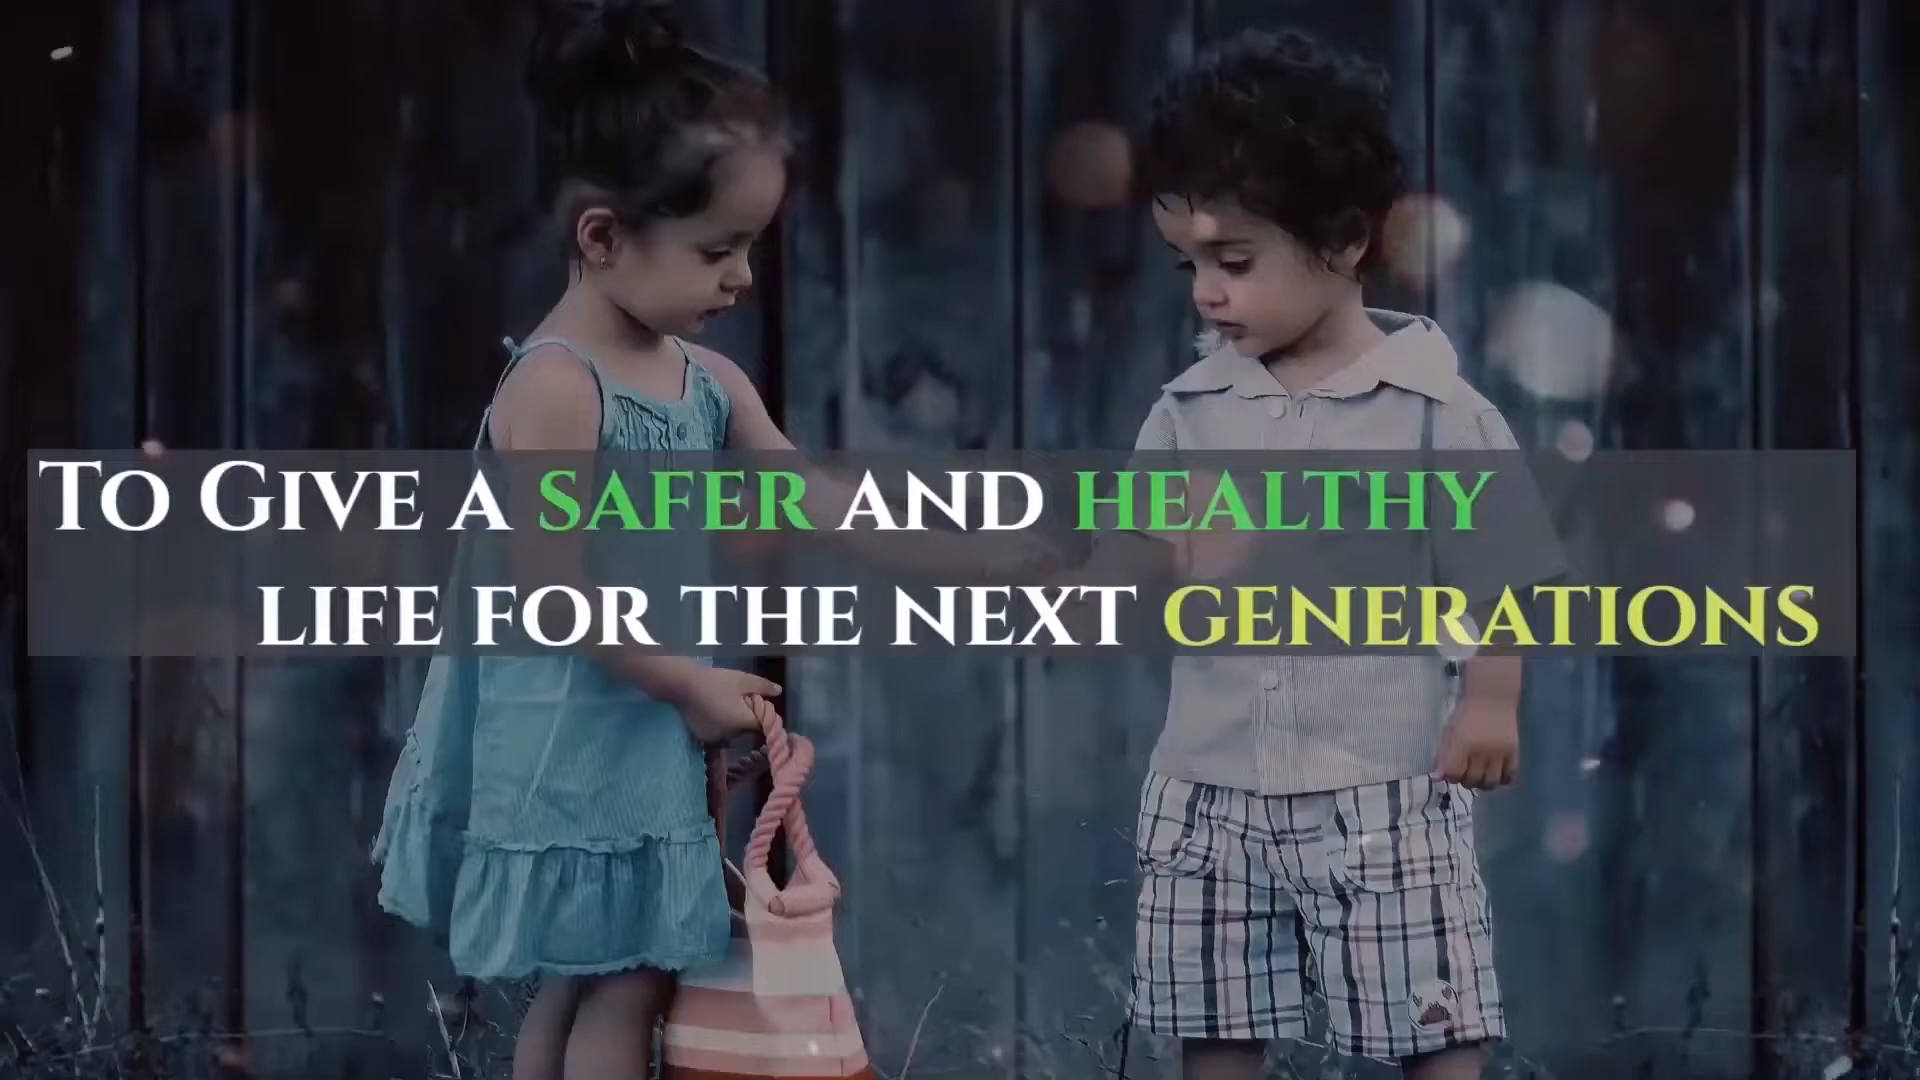 To Give a safer and healthy
life for the next generations